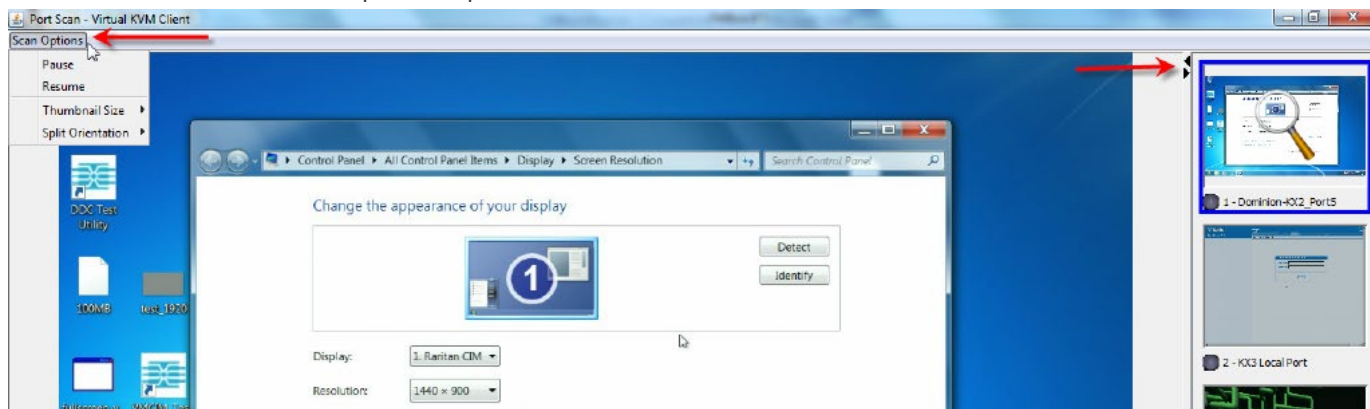 Port Scan - Virtual KVM Client
Scan Options
Pause
Resume
Thumbnail Size
Split Orientation
Control Panel All Control Panel Items Display Screen Resolution
Search Control Panel
DDC Test
Utility
Change the appearance of your display
1
Detect
Identify
100MB
test_1920
Display: 1. Raritan CIM
Resolution: 1440 × 900
1 - Dominion-KX2_Port5
2 - KX3 Local Port